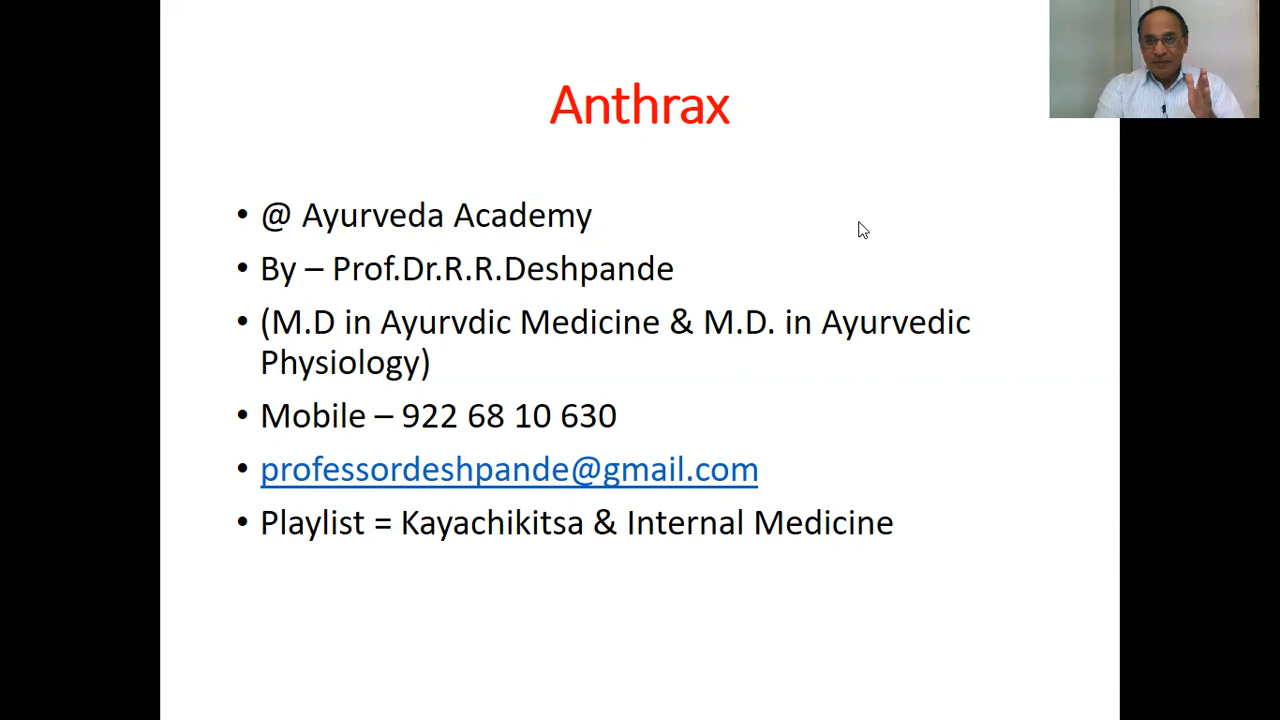 Anthrax
• @ Ayurveda Academy
• By – Prof.Dr.R.R.Deshpande
• (M.D in Ayurvdic Medicine & M.D. in Ayurvedic
Physiology)
• Mobile – 922 68 10 630
• professordeshpande@gmail.com
• Playlist = Kayachikitsa & Internal Medicine